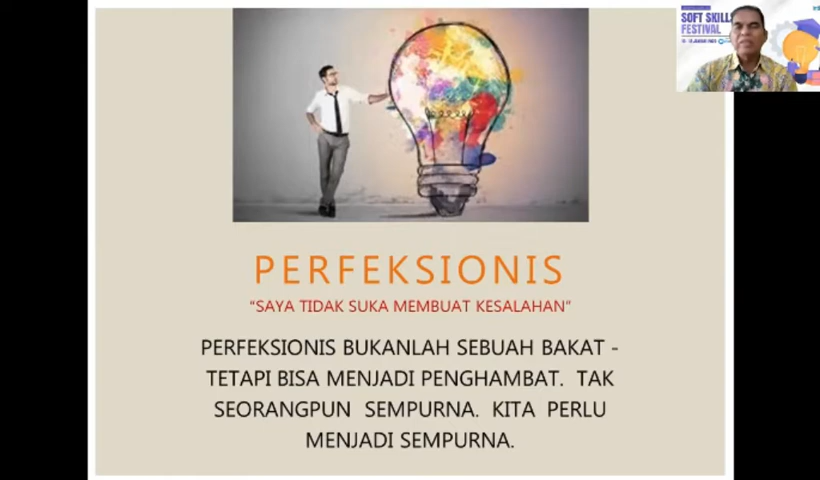 SOFT SKILLS
FESTIVAL
PERFEKSIONIS
“SAYA TIDAK SUKA MEMBUAT KESALAHAN”
PERFEKSIONIS BUKANLAH SEBUAH BAKAT -
TETAPI BISA MENJADI PENGHAMBAT. TAK
SEORANGPUN SEMPURNA. KITA PERLU
MENJADI SEMPURNA.